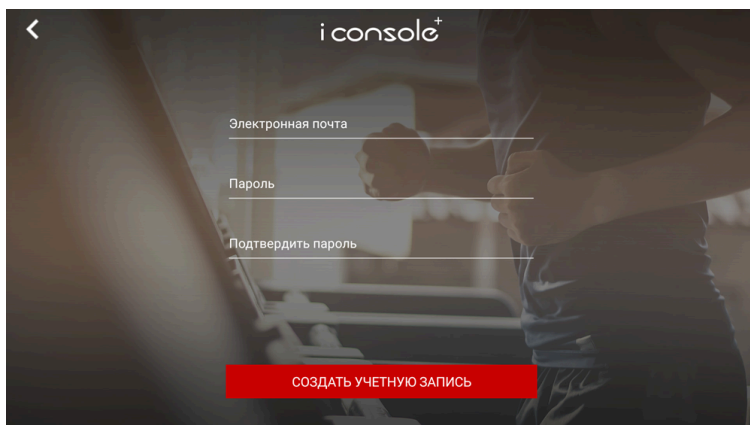 i console+
Электронная почта
Пароль
Подтвердить пароль
СОЗДАТЬ УЧЕТНУЮ ЗАПИСЬ